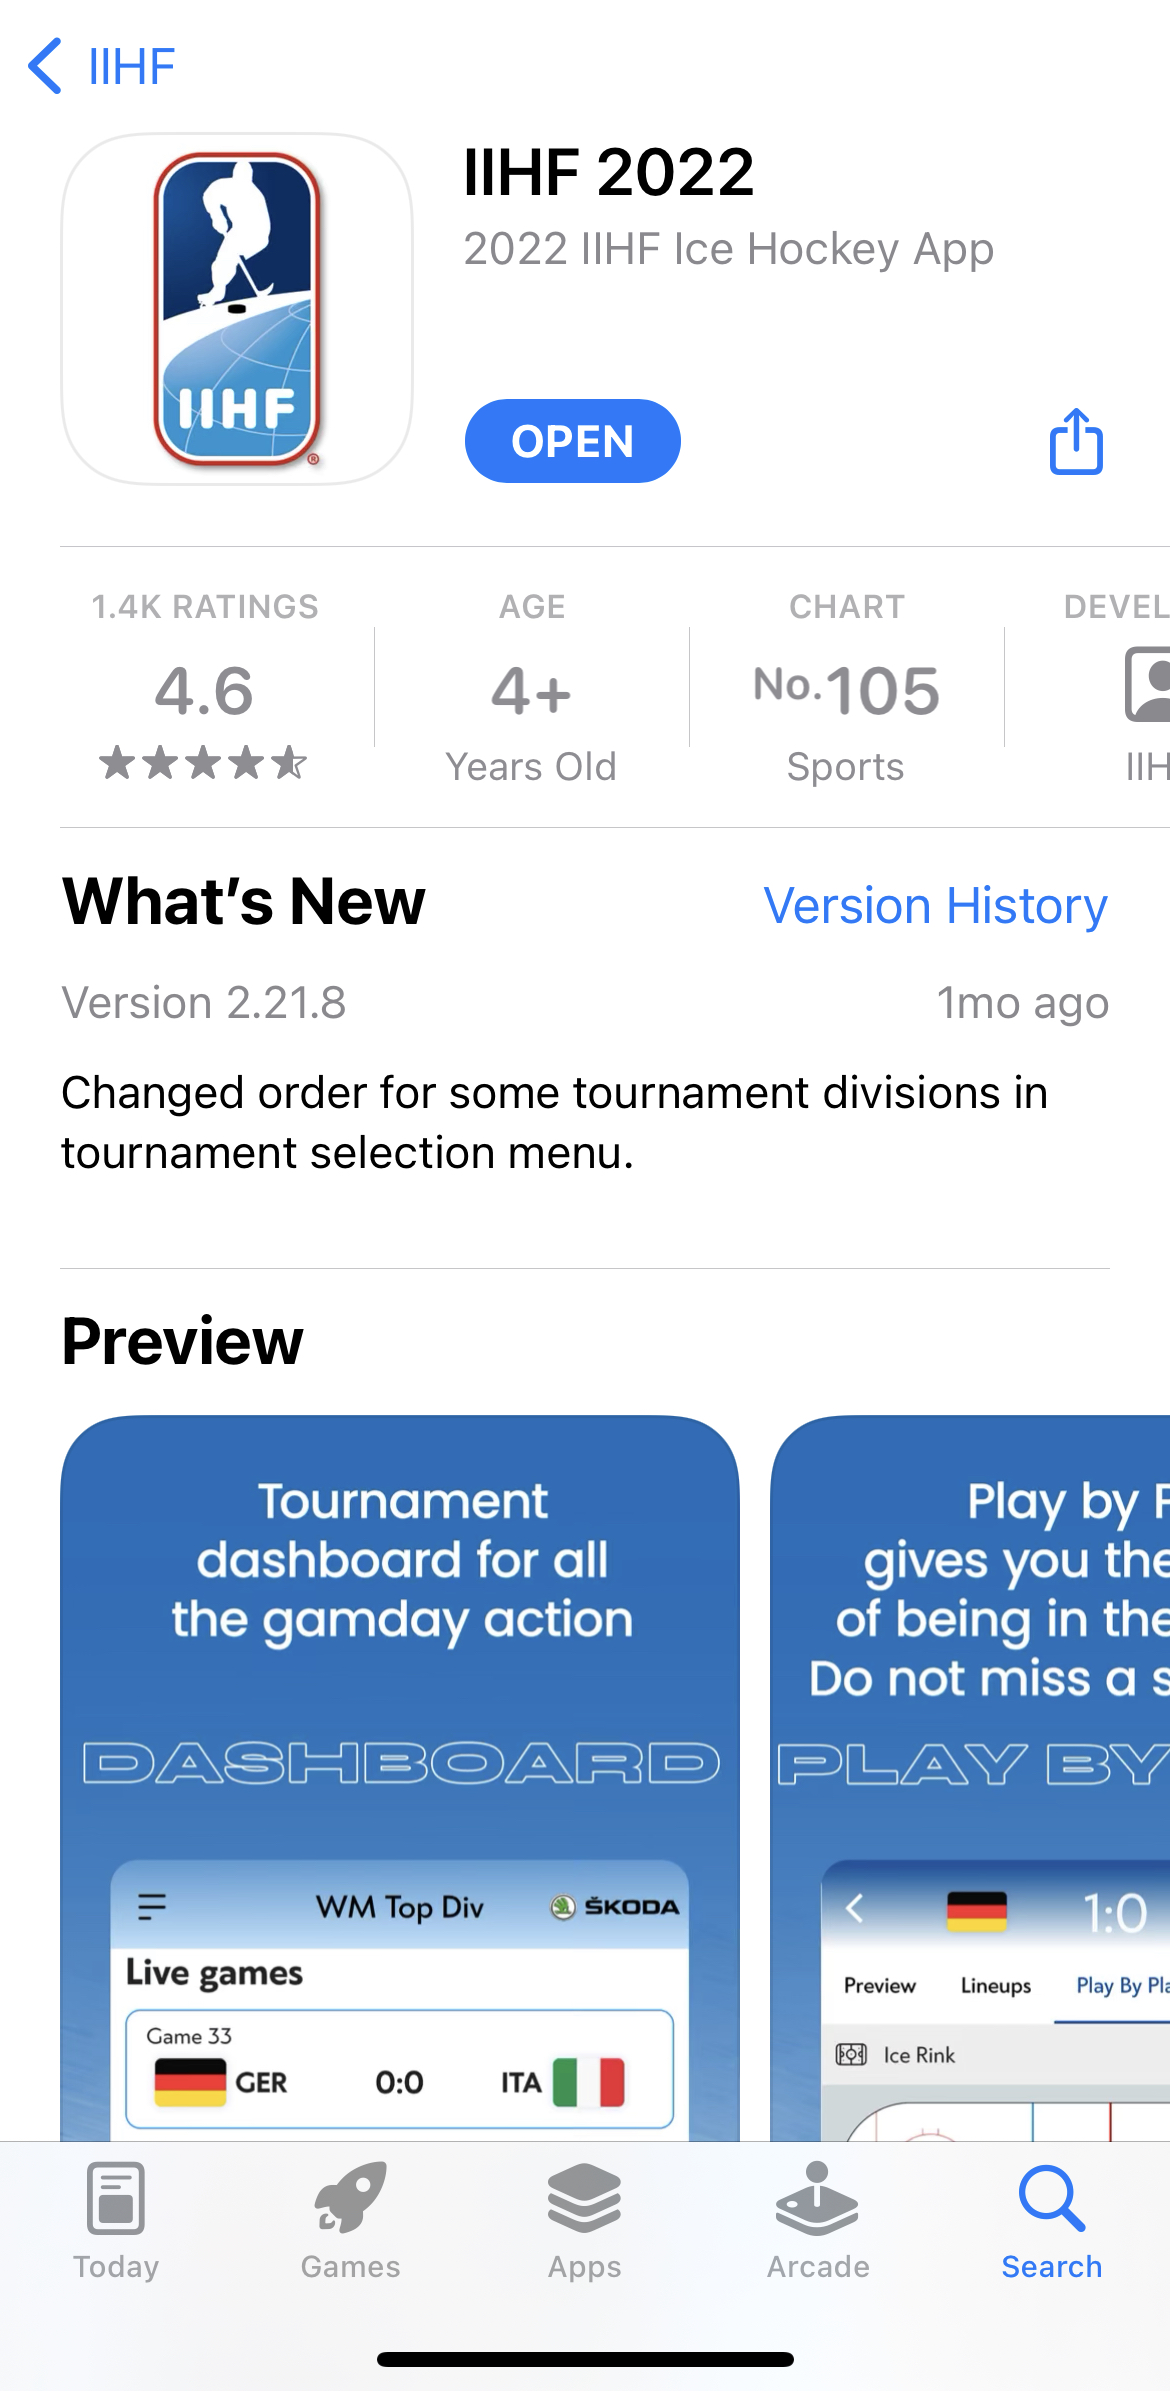 IIHF
IIHF
®
IIHF 2022
2022 IIHF Ice Hockey App
OPEN
1.4K RATINGS
4.6
AGE
4+
Years Old
CHART
No.105
Sports
DEVEL
IIH
What's New
Version History
Version 2.21.8
1mo ago
Changed order for some tournament divisions in
tournament selection menu.
Preview
Tournament
dashboard for all
the gamday action
DASHBOARD
WM Top Div
ŠKODA
Live games
Game 33
GER
0:0
ITA
Play by P
gives you the
of being in the
Do not miss a s
PLAY BY
1:0
Preview
Lineups
Play By Pla
Ice Rink
Today
Games
Apps
Arcade
Search